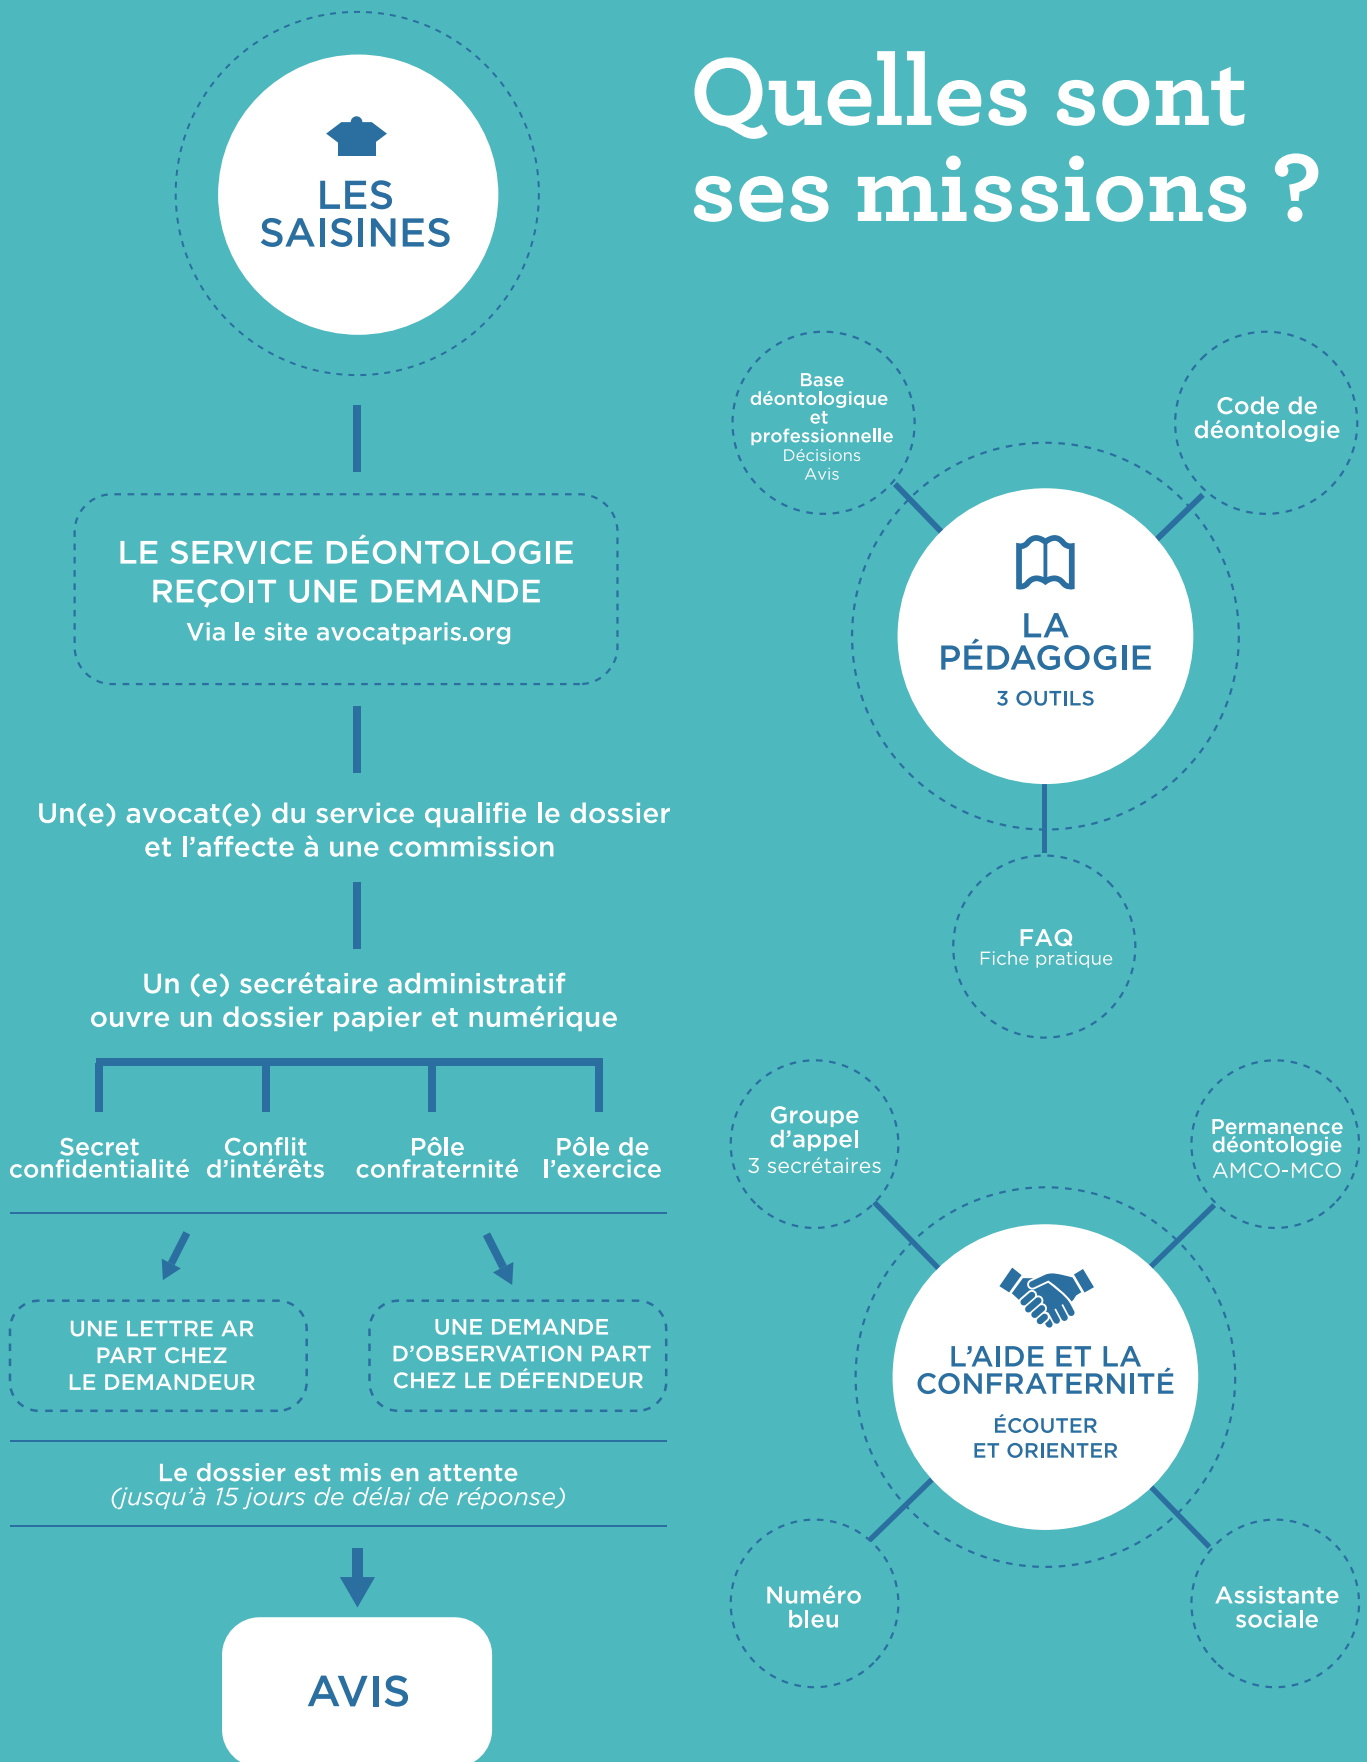 Quelles sont
ses missions ?
LES
SAISINES
LE SERVICE DÉONTOLOGIE
REÇOIT UNE DEMANDE
Via le site avocatparis.org
Un(e) avocat(e) du service qualifie le dossier
et l'affecte à une commission
Un (e) secrétaire administratif
ouvre un dossier papier et numérique
Secret
confidentialité
Conflit
d'intérêts
Pôle
confraternité
Pôle de
l'exercice
UNE LETTRE AR
PART CHEZ
LE DEMANDEUR
UNE DEMANDE
D'OBSERVATION PART
CHEZ LE DÉFENDEUR
Le dossier est mis en attente
(jusqu'à 15 jours de délai de réponse)
AVIS
Base
déontologique
et
professionnelle
Décisions
Avis
Code de
déontologie
LA
PÉDAGOGIE
3 OUTILS
FAQ
Fiche pratique
Groupe
d'appel
3 secrétaires
Permanence
déontologie
AMCO-MCO
L'AIDE ET LA
CONFRATERNITÉ
ÉCOUTER
ET ORIENTER
Numéro
bleu
Assistante
sociale